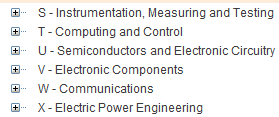 S - Instrumentation, Measuring and Testing
T - Computing and Control
U - Semiconductors and Electronic Circuitry
V - Electronic Components
W - Communications
X - Electric Power Engineering